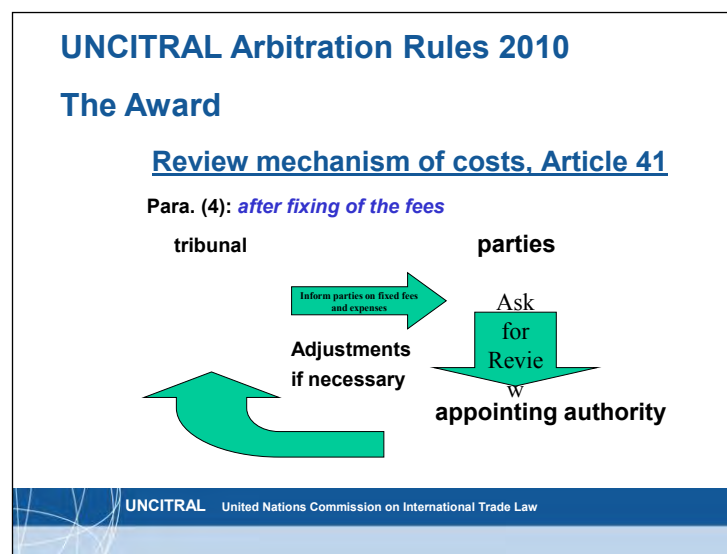 UNCITRAL Arbitration Rules 2010
The Award
Review mechanism of costs, Article 41
Para. (4): after fixing of the fees
tribunal
parties
Inform parties on fixed fees
and expenses
Ask
for
Revie
w
Adjustments
if necessary
appointing authority
UNCITRAL United Nations Commission on International Trade Law